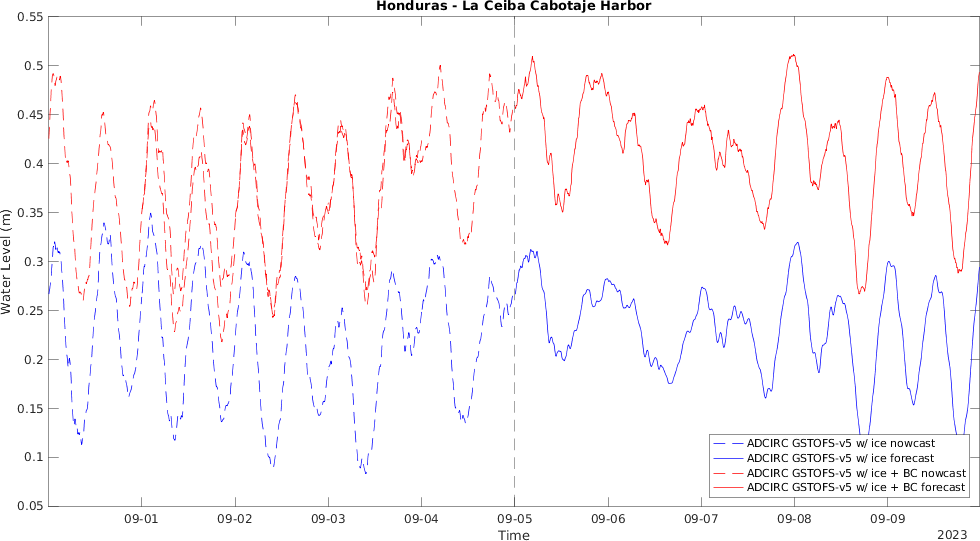 Honduras - La Ceiba Cabotaje Harbor
0.55
0.5
0.45
0.4
0.35
0.3
0.25
0.2
0.15
0.1
0.05
Water Level (m)
09-01 09-02 09-03 09-04 09-05 09-06 09-07 09-08 09-09
Time
2023
ADCIRC GSTOFS-v5 w/ ice nowcast
ADCIRC GSTOFS-v5 w/ ice forecast
ADCIRC GSTOFS-v5 w/ ice + BC nowcast
ADCIRC GSTOFS-v5 w/ ice + BC forecast